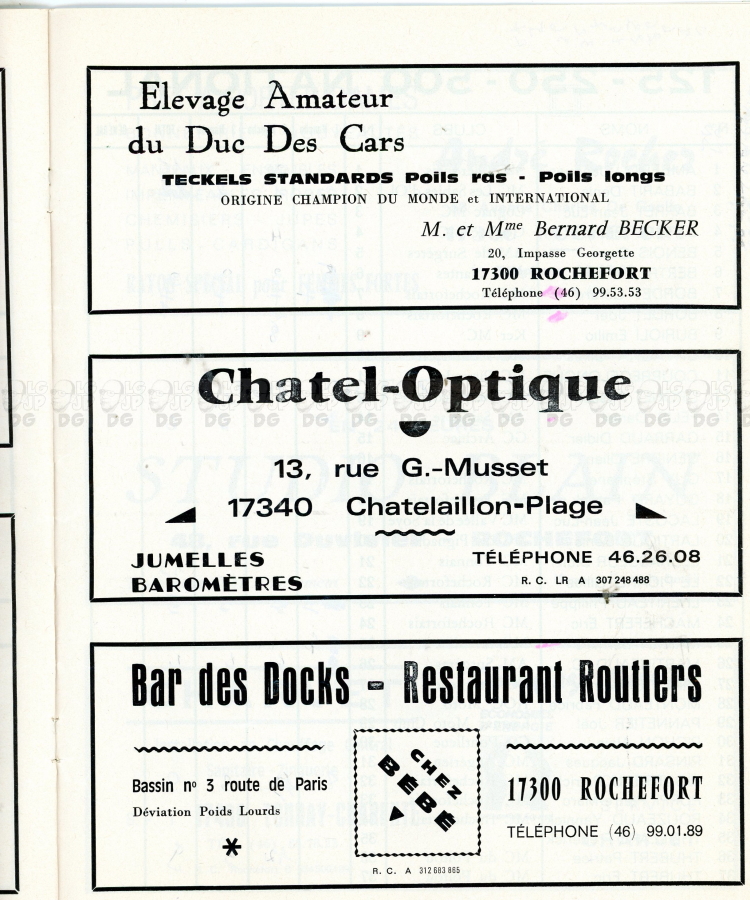 Elevage Amateur
du Duc Des Cars
TECKELS STANDARDS Poils ras - Poils longs
ORIGINE CHAMPION DU MONDE et INTERNATIONAL
M. et Mme Bernard BECKER
20, Impasse Georgette
17300 ROCHEFORT
Téléphone (46) 99.53.53
Chatel-Optique
13, rue G.-Musset
17340 Chatelaillon-Plage
JUMELLES
BAROMÈTRES
TÉLÉPHONE 46.26.08
R. C. LR A 307 248 488
Bar des Docks - Restaurant Routiers
Bassin nº 3 route de Paris
Déviation Poids Lourds
CHEZ
BÉBÉ
17300 ROCHEFORT
TÉLÉPHONE (46) 99.01.89
R. C. A 312 683 865